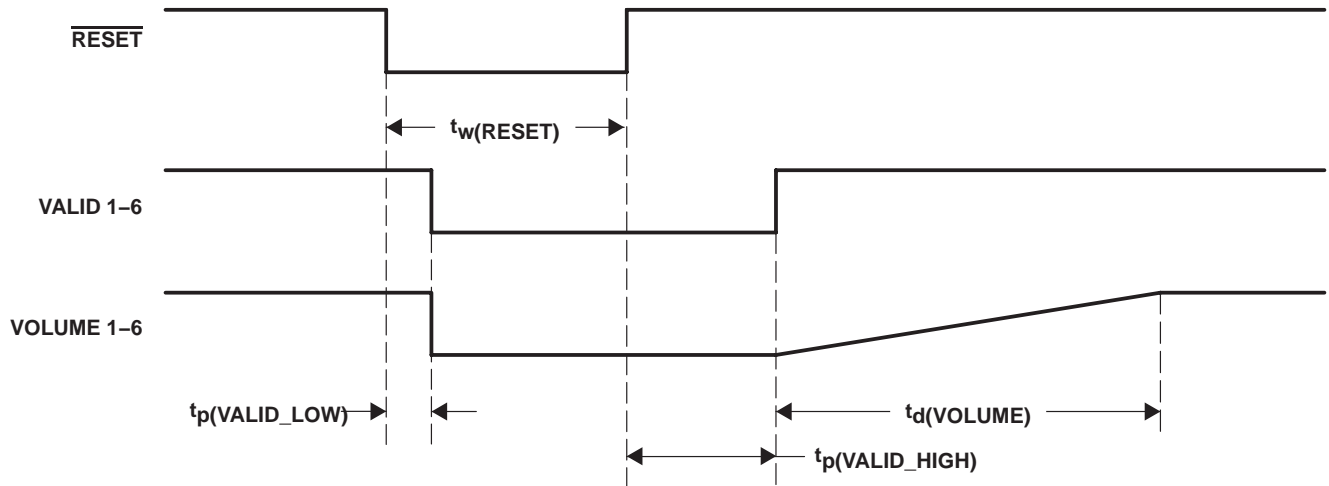 RESET
tw(RESET)
VALID 1–6
VOLUME 1–6
tp(VALID_LOW)
td(VOLUME)
tp(VALID_HIGH)